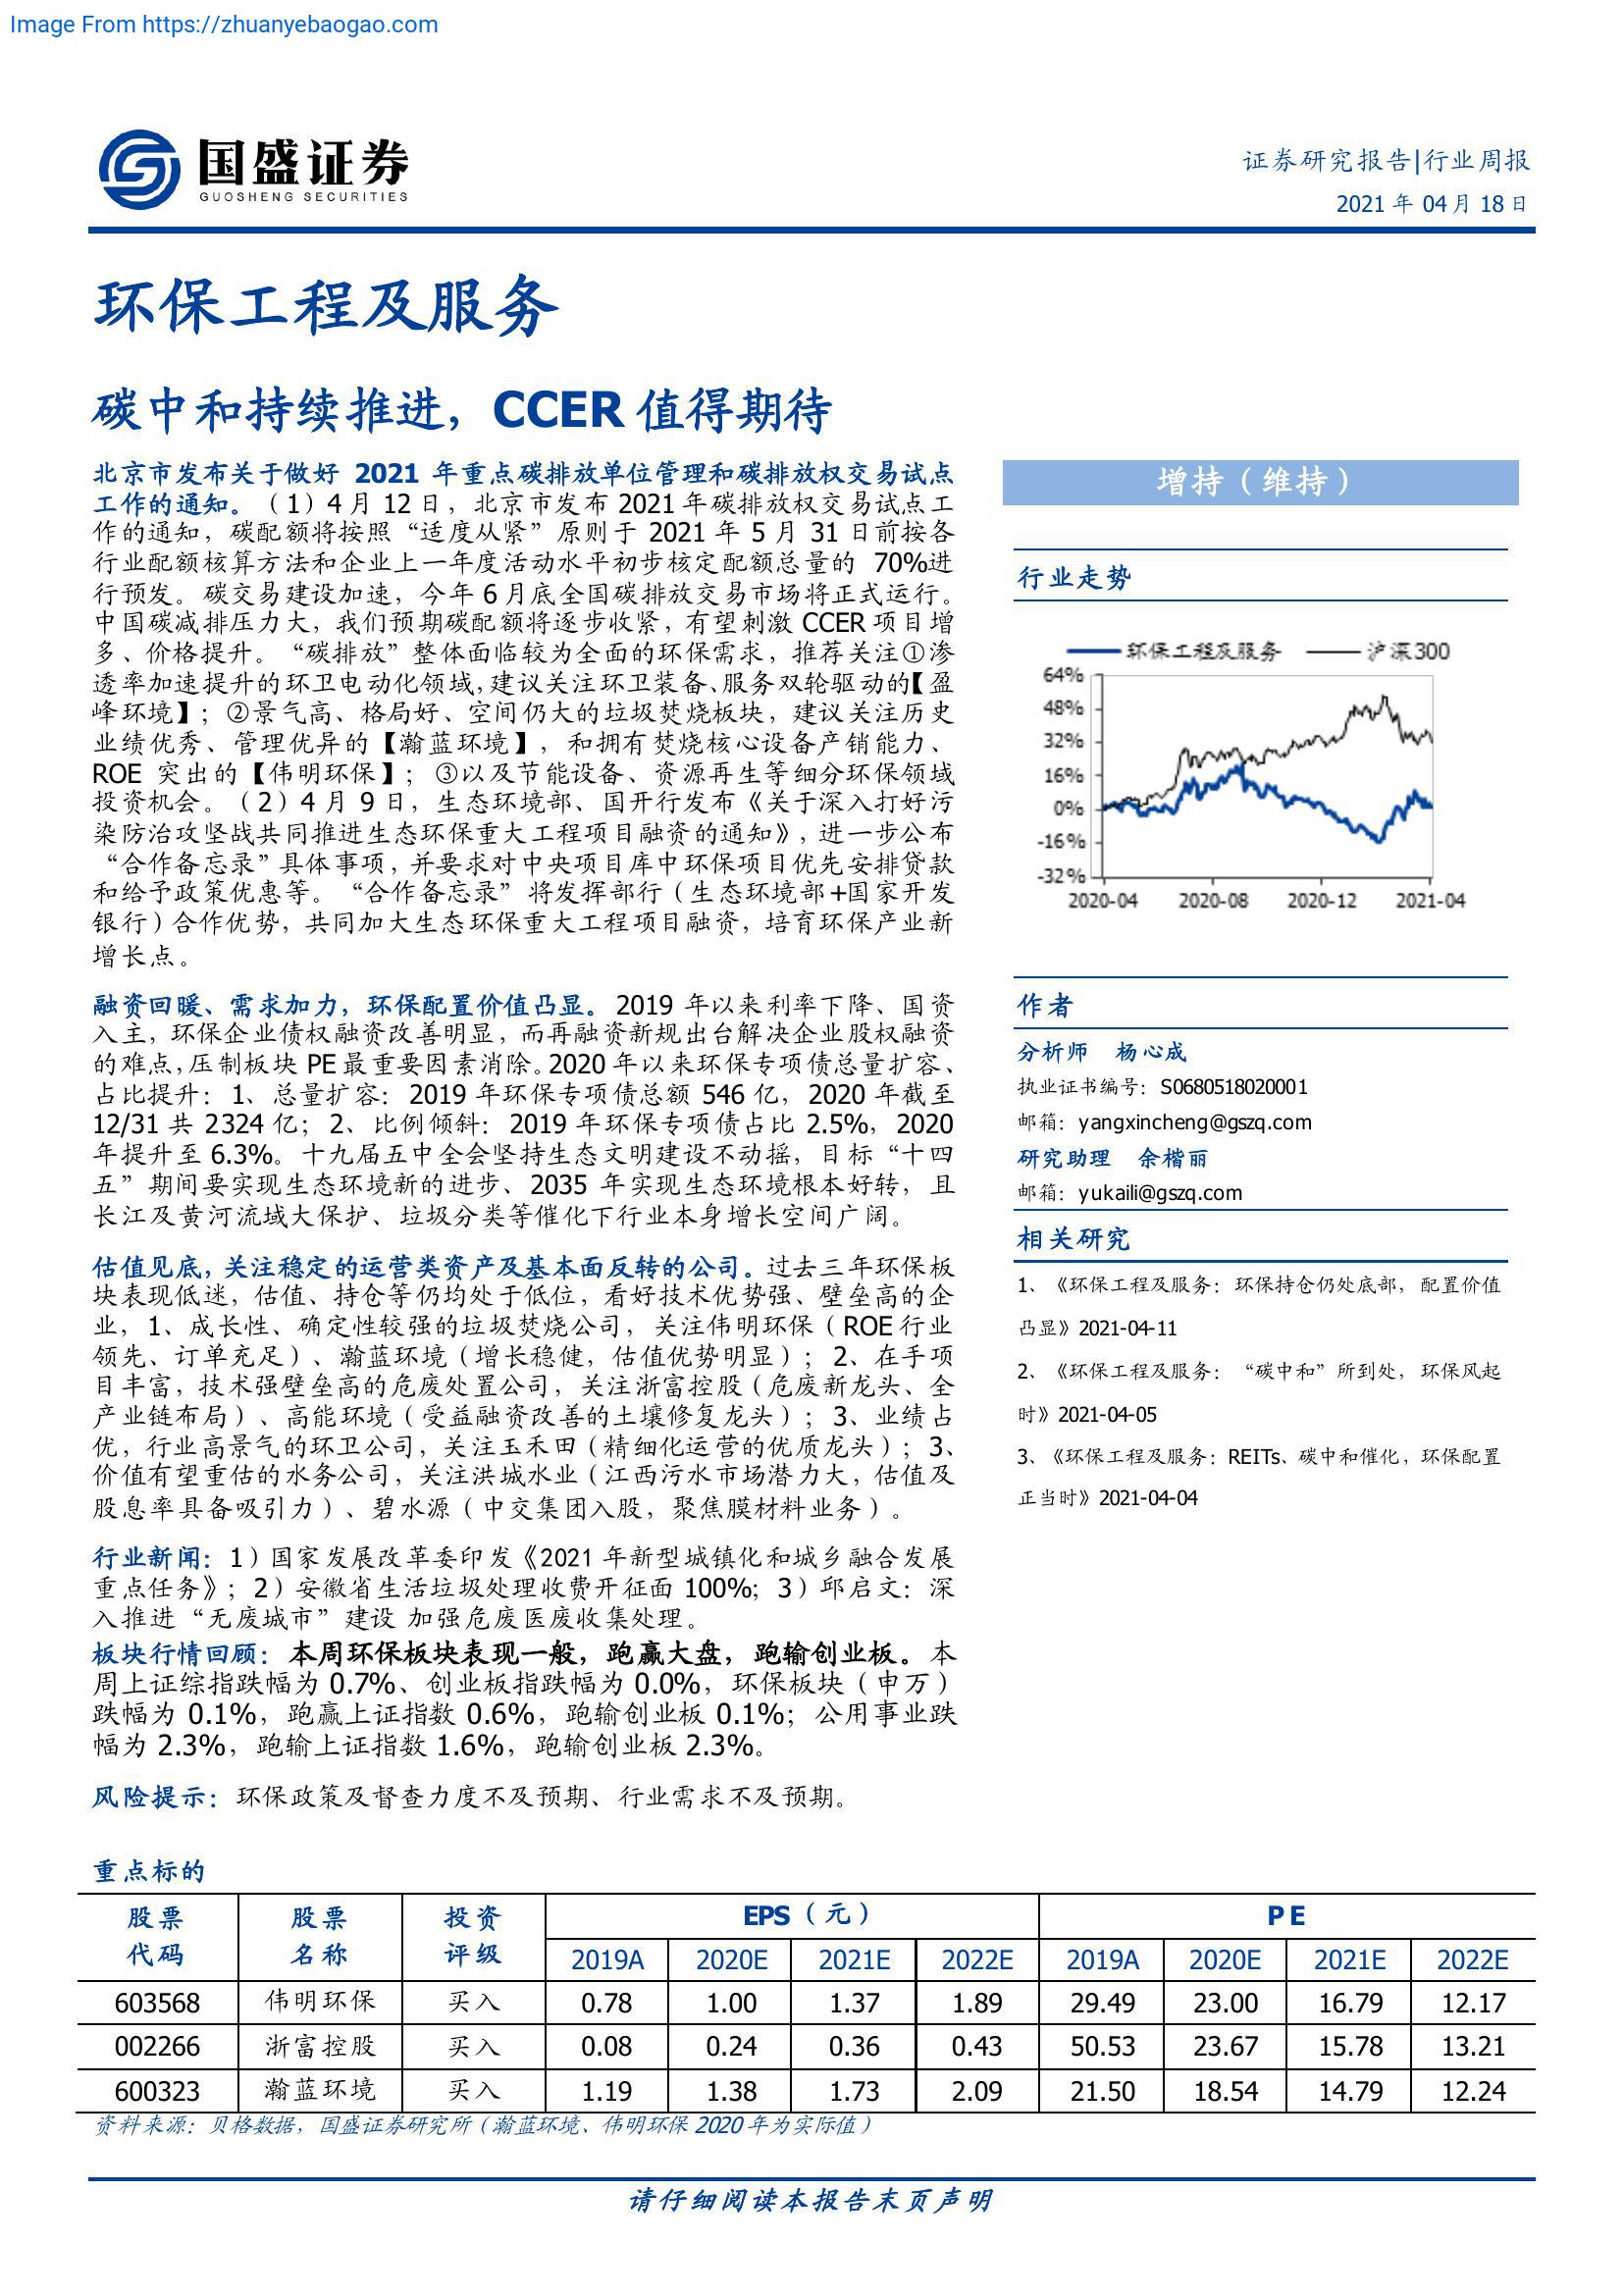 Image From https://zhuanyebaogao.com
国盛证券
GUOSHENG SECURITIES
证券研究报告|行业周报
2021 年 04 月 18 日
环保工程及服务
碳中和持续推进，CCER 值得期待
北京市发布关于做好 2021 年重点碳排放单位管理和碳排放权交易试点
工作的通知。（1）4 月 12 日，北京市发布 2021 年碳排放权交易试点工
作的通知，碳配额将按照“适度从紧”原则于 2021 年 5 月 31 日前按各
行业配额核算方法和企业上一年度活动水平初步核定配额总量的 70%进
行预发。碳交易建设加速，今年 6 月底全国碳排放交易市场将正式运行。
中国碳减排压力大，我们预期碳配额将逐步收紧，有望刺激 CCER 项目增
多、价格提升。“碳排放”整体面临较为全面的环保需求，推荐关注①渗
透率加速提升的环卫电动化领域，建议关注环卫装备、服务双轮驱动的【盈
峰环境】；②景气高、格局好、空间仍大的垃圾焚烧板块，建议关注历史
业绩优秀、管理优异的【瀚蓝环境】，和拥有焚烧核心设备产销能力、
ROE 突出的【伟明环保】；③以及节能设备、资源再生等细分环保领域
投资机会。（2）4 月 9 日，生态环境部、国开行发布《关于深入打好污
染防治攻坚战共同推进生态环保重大工程项目融资的通知》，进一步公布
“合作备忘录”具体事项，并要求对中央项目库中环保项目优先安排贷款
和给予政策优惠等。“合作备忘录”将发挥部行（生态环境部+国家开发
银行）合作优势，共同加大生态环保重大工程项目融资，培育环保产业新
增长点。
融资回暖、需求加力，环保配置价值凸显。2019 年以来利率下降、国资
入主，环保企业债权融资改善明显，而再融资新规出台解决企业股权融资
的难点，压制板块 PE 最重要因素消除。2020 年以来环保专项债总量扩容、
占比提升：1、总量扩容：2019 年环保专项债总额 546 亿，2020 年截至
12/31 共 2324 亿；2、比例倾斜：2019 年环保专项债占比 2.5%，2020
年提升至 6.3%。十九届五中全会坚持生态文明建设不动摇，目标“十四
五”期间要实现生态环境新的进步、2035 年实现生态环境根本好转，且
长江及黄河流域大保护、垃圾分类等催化下行业本身增长空间广阔。
估值见底，关注稳定的运营类资产及基本面反转的公司。过去三年环保板
块表现低迷，估值、持仓等仍均处于低位，看好技术优势强、壁垒高的企
业，1、成长性、确定性较强的垃圾焚烧公司，关注伟明环保（ROE 行业
领先、订单充足）、瀚蓝环境（增长稳健，估值优势明显）；2、在手项
目丰富，技术强壁垒高的危废处置公司，关注浙富控股（危废新龙头、全
产业链布局）、高能环境（受益融资改善的土壤修复龙头）；3、业绩占
优，行业高景气的环卫公司，关注玉禾田（精细化运营的优质龙头）；3、
价值有望重估的水务公司，关注洪城水业（江西污水市场潜力大，估值及
股息率具备吸引力）、碧水源（中交集团入股，聚焦膜材料业务）。
行业新闻：1）国家发展改革委印发《2021 年新型城镇化和城乡融合发展
重点任务》；2）安徽省生活垃圾处理收费开征面 100%；3）邱启文：深
入推进“无废城市”建设 加强危废医废收集处理。
板块行情回顾：本周环保板块表现一般，跑赢大盘，跑输创业板。本
周上证综指跌幅为 0.7%、创业板指跌幅为 0.0%，环保板块（申万）
跌幅为 0.1%，跑赢上证指数 0.6%，跑输创业板 0.1%；公用事业跌
幅为 2.3%，跑输上证指数 1.6%，跑输创业板 2.3%。
风险提示：环保政策及督查力度不及预期、行业需求不及预期。
增持（维持）
行业走势
环保工程及服务 沪深300
64%
48%
32%
16%
0%
-16%
-32%
2020-04 2020-08 2020-12 2021-04
作者
分析师 杨心成
执业证书编号：S0680518020001
邮箱：yangxincheng@gszq.com
研究助理 余楷丽
邮箱：yukaili@gszq.com
相关研究
1、《环保工程及服务：环保持仓仍处底部，配置价值
凸显》2021-04-11
2、《环保工程及服务：“碳中和”所到处，环保风起
时》2021-04-05
3、《环保工程及服务：REITs、碳中和催化，环保配置
正当时》2021-04-04
重点标的
股票代码 股票名称 投资评级 EPS（元） PE
2019A 2020E 2021E 2022E 2019A 2020E 2021E 2022E
603568 伟明环保 买入 0.78 1.00 1.37 1.89 29.49 23.00 16.79 12.17
002266 浙富控股 买入 0.08 0.24 0.36 0.43 50.53 23.67 15.78 13.21
600323 瀚蓝环境 买入 1.19 1.38 1.73 2.09 21.50 18.54 14.79 12.24
资料来源：贝格数据，国盛证券研究所（瀚蓝环境、伟明环保 2020 年为实际值）
请仔细阅读本报告末页声明